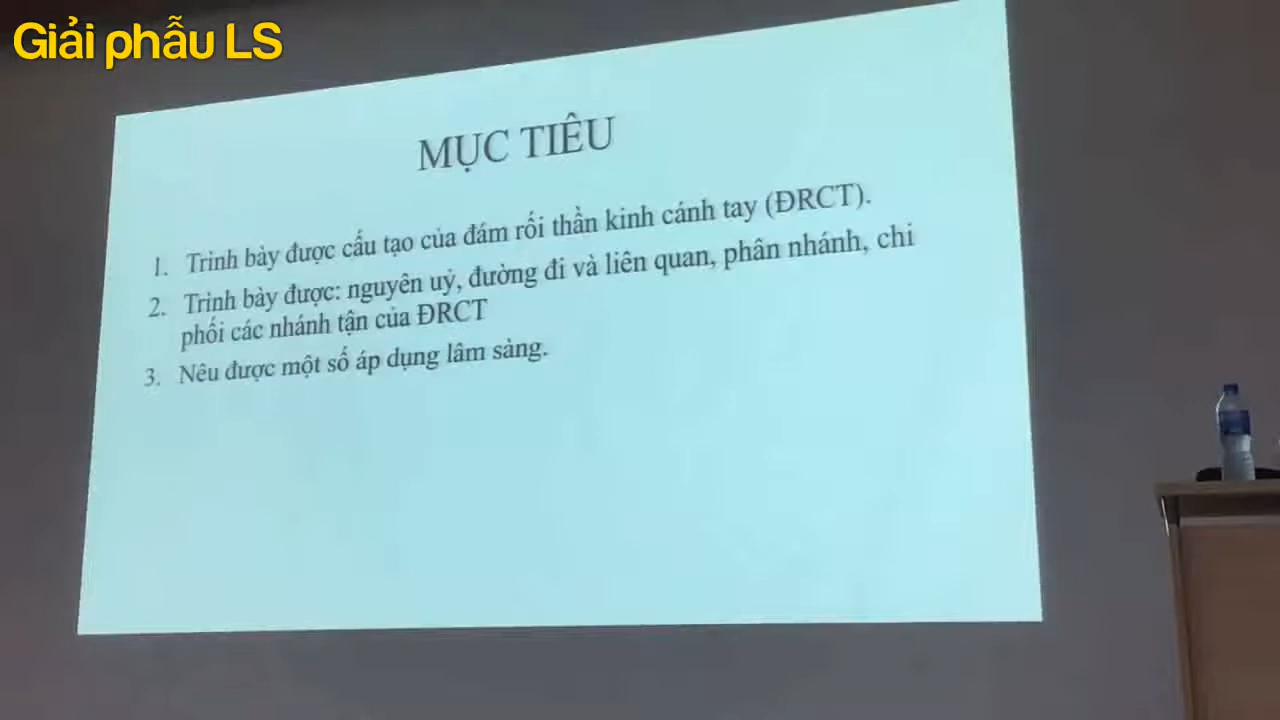 Giải phẫu LS
MỤC TIÊU
1. Trình bày được cấu tạo của đám rối thần kinh cánh tay (ĐRCT).
2. Trình bày được: nguyên uỷ, đường đi và liên quan, phân nhánh, chi
phối các nhánh tận của ĐRCT
3. Nêu được một số áp dụng lâm sàng.